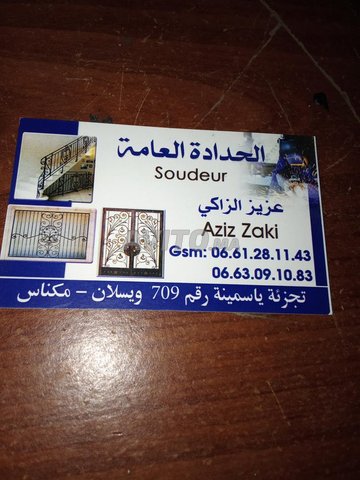 الحدادة العامة
Soudeur
عزيز الزاكي
Aziz Zaki
Gsm: 06.61.28.11.43
06.63.09.10.83
تجزئة ياسمينة رقم 709 ويسلان - مكناس